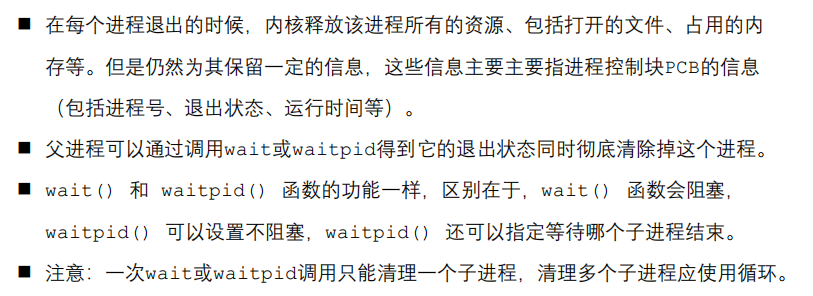 ■ 在每个进程退出的时候，内核释放该进程所有的资源、包括打开的文件、占用的内
存等。但是仍然为其保留一定的信息，这些信息主要主要指进程控制块PCB的信息
（包括进程号、退出状态、运行时间等）。
■ 父进程可以通过调用wait或waitpid得到它的退出状态同时彻底清除掉这个进程。
■ wait() 和 waitpid() 函数的功能一样，区别在于，wait() 函数会阻塞，
waitpid() 可以设置不阻塞，waitpid() 还可以指定等待哪个子进程结束。
■ 注意：一次wait或waitpid调用只能清理一个子进程，清理多个子进程应使用循环。